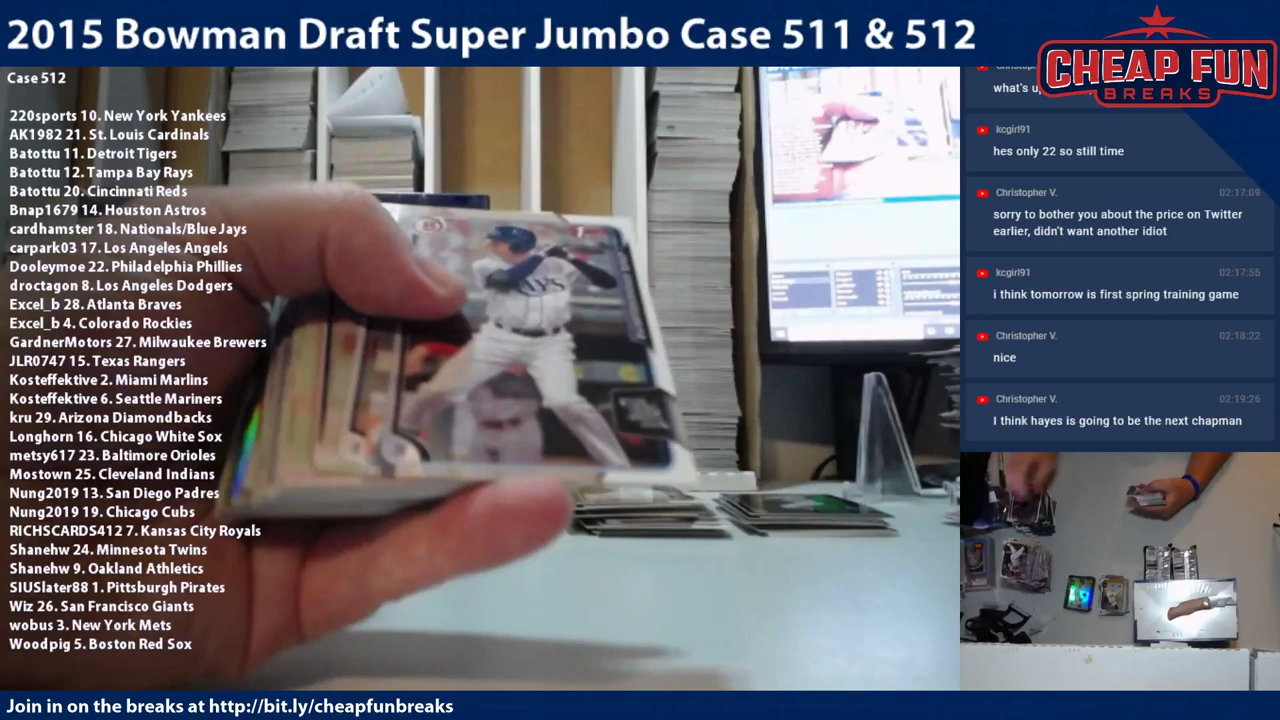 2015 Bowman Draft Super Jumbo Case 511 & 512
CHEAP FUN
BREAKS
Case 512
220sports 10. New York Yankees
AK1982 21. St. Louis Cardinals
Batottu 11. Detroit Tigers
Batottu 12. Tampa Bay Rays
Batottu 20. Cincinnati Reds
Bnap1679 14. Houston Astros
cardhamster 18. Nationals/Blue Jays
carpark03 17. Los Angeles Angels
Dooleymoe 22. Philadelphia Phillies
droctagon 8. Los Angeles Dodgers
Excel_b 28. Atlanta Braves
Excel_b 4. Colorado Rockies
GardnerMotors 27. Milwaukee Brewers
JLR0747 15. Texas Rangers
Kosteffektive 2. Miami Marlins
Kosteffektive 6. Seattle Mariners
kru 29. Arizona Diamondbacks
Longhorn 16. Chicago White Sox
metsy617 23. Baltimore Orioles
Mostown 25. Cleveland Indians
Nung2019 13. San Diego Padres
Nung2019 19. Chicago Cubs
RICHSCARDS412 7. Kansas City Royals
Shanehw 24. Minnesota Twins
Shanehw 9. Oakland Athletics
SIUSlater88 1. Pittsburgh Pirates
Wiz 26. San Francisco Giants
wobus 3. New York Mets
Woodpig 5. Boston Red Sox
B
1
RAYS
what's
kcgirl91
hes only 22 so still time
Christopher V. 02:17:09
sorry to bother you about the price on Twitter
earlier, didn't want another idiot
kcgirl91 02:17:55
i think tomorrow is first spring training game
Christopher V. 02:18:22
nice
Christopher V. 02:19:26
I think hayes is going to be the next chapman
Join in on the breaks at http://bit.ly/cheapfunbreaks